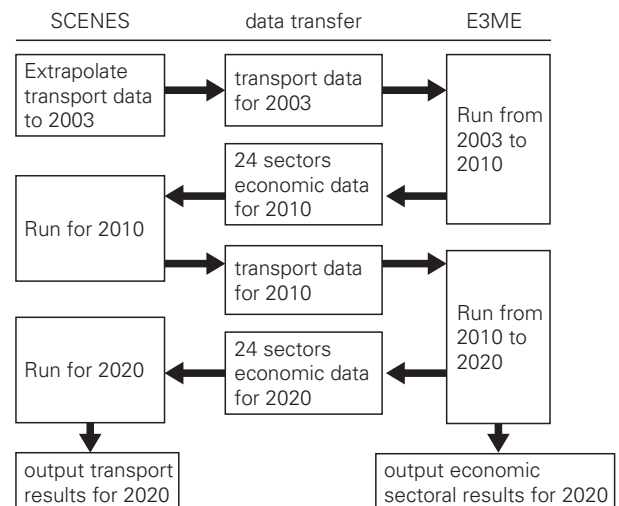 SCENES data transfer E3ME
Extrapolate
transport data
to 2003
transport data
for 2003
Run from
2003 to
2010
24 sectors
economic data
for 2010
Run for 2010
transport data
for 2010
Run from
2010 to
2020
24 sectors
economic data
for 2020
Run for 2020
output transport
results for 2020
output economic
sectoral results for 2020